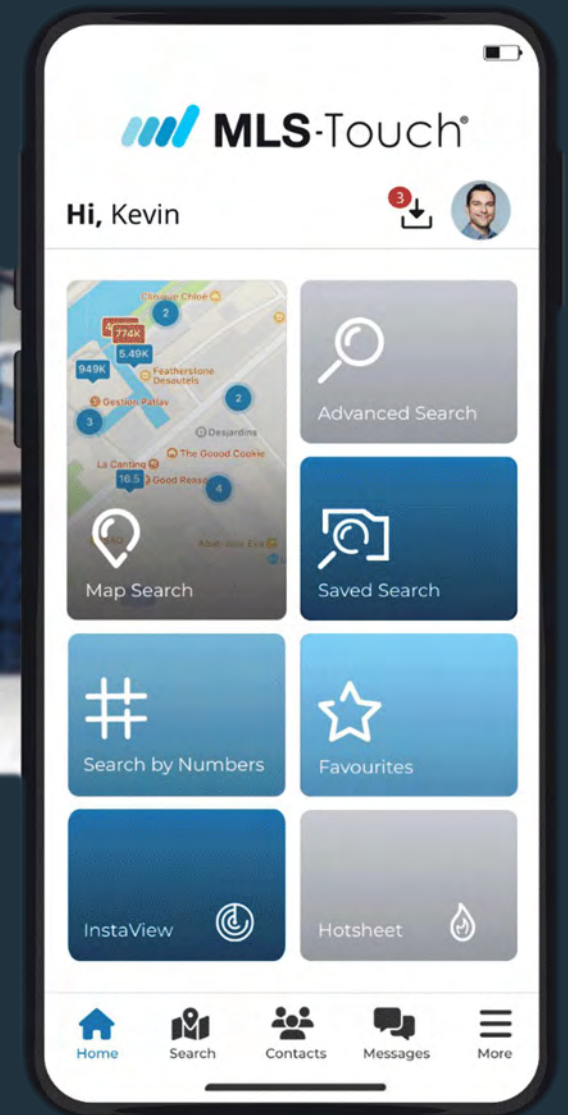 MLS-Touch®
Hi, Kevin
3
Clinique Chloé
2
774K
5.49K
949K
Featherstone
Desautels
Gestion Patlav
2
3
Desjardins
The Goood Cookie
La Canting
16.5
Good Reaso
4
Map Search
Advanced Search
Saved Search
Search by Numbers
Favourites
InstaView
Hotsheet
Home
Search
Contacts
Messages
More